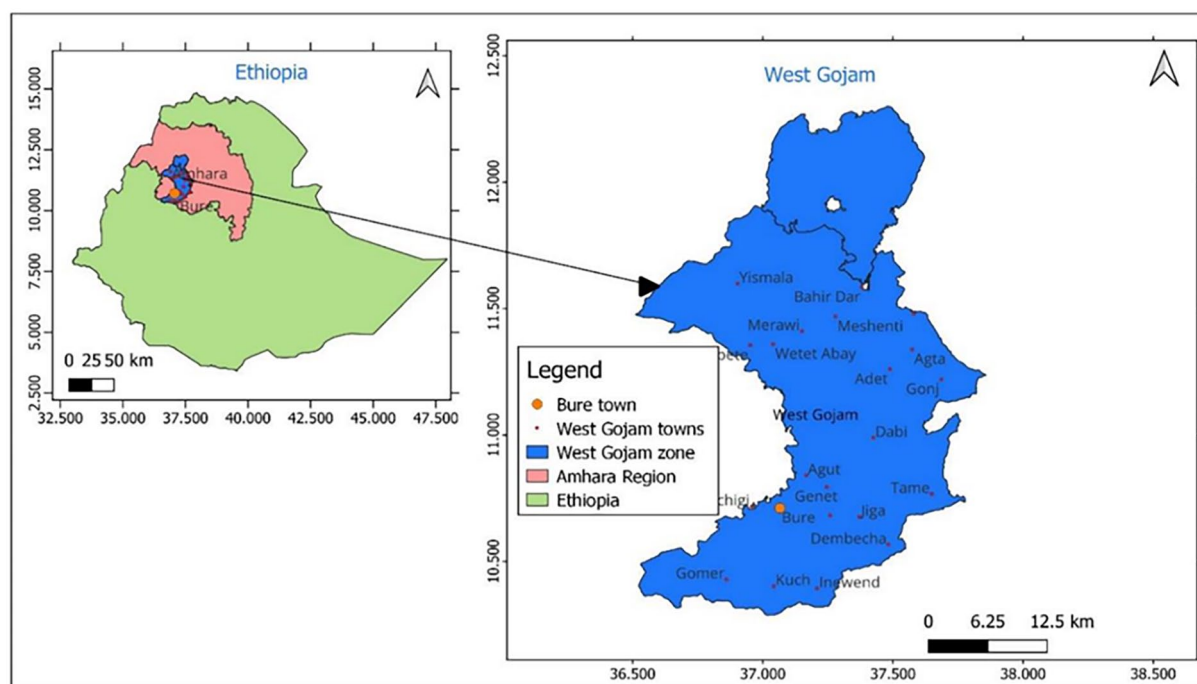 Ethiopia
15.000
12.500
10.000
7.500
5.000
2.500
Amhara
Bure
0 25 50 km
32.500 35.000 37.500 40.000 42.500 45.000 47.500
West Gojam
12.500
12.000
11.500
11.000
10.500
Yismala
Bahir Dar
Merawi
Meshenti
Wetet Abay
Agta
Adet
Gonj
West Gojam
Dabi
Agut
Genet
Tame
chigi
Bure
Jiga
Dembecha
Gomer
Kuch
Inewend
Legend
Bure town
West Gojam towns
West Gojam zone
Amhara Region
Ethiopia
0 6.25 12.5 km
36.500 37.000 37.500 38.000 38.500